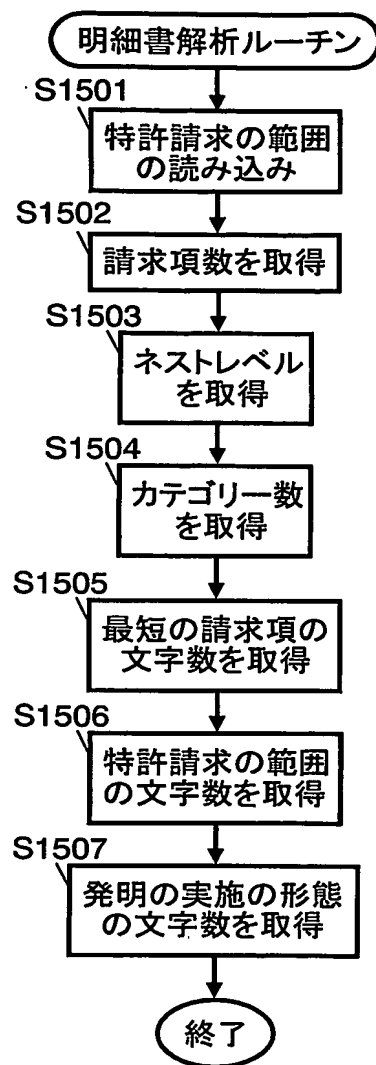 明細書解析ルーチン
S1501
特許請求の範囲
の読み込み
S1502
請求項数を取得
S1503
ネストレベル
を取得
S1504
カテゴリー数
を取得
S1505
最短の請求項の
文字数を取得
S1506
特許請求の範囲
の文字数を取得
S1507
発明の実施の形態
の文字数を取得
終了